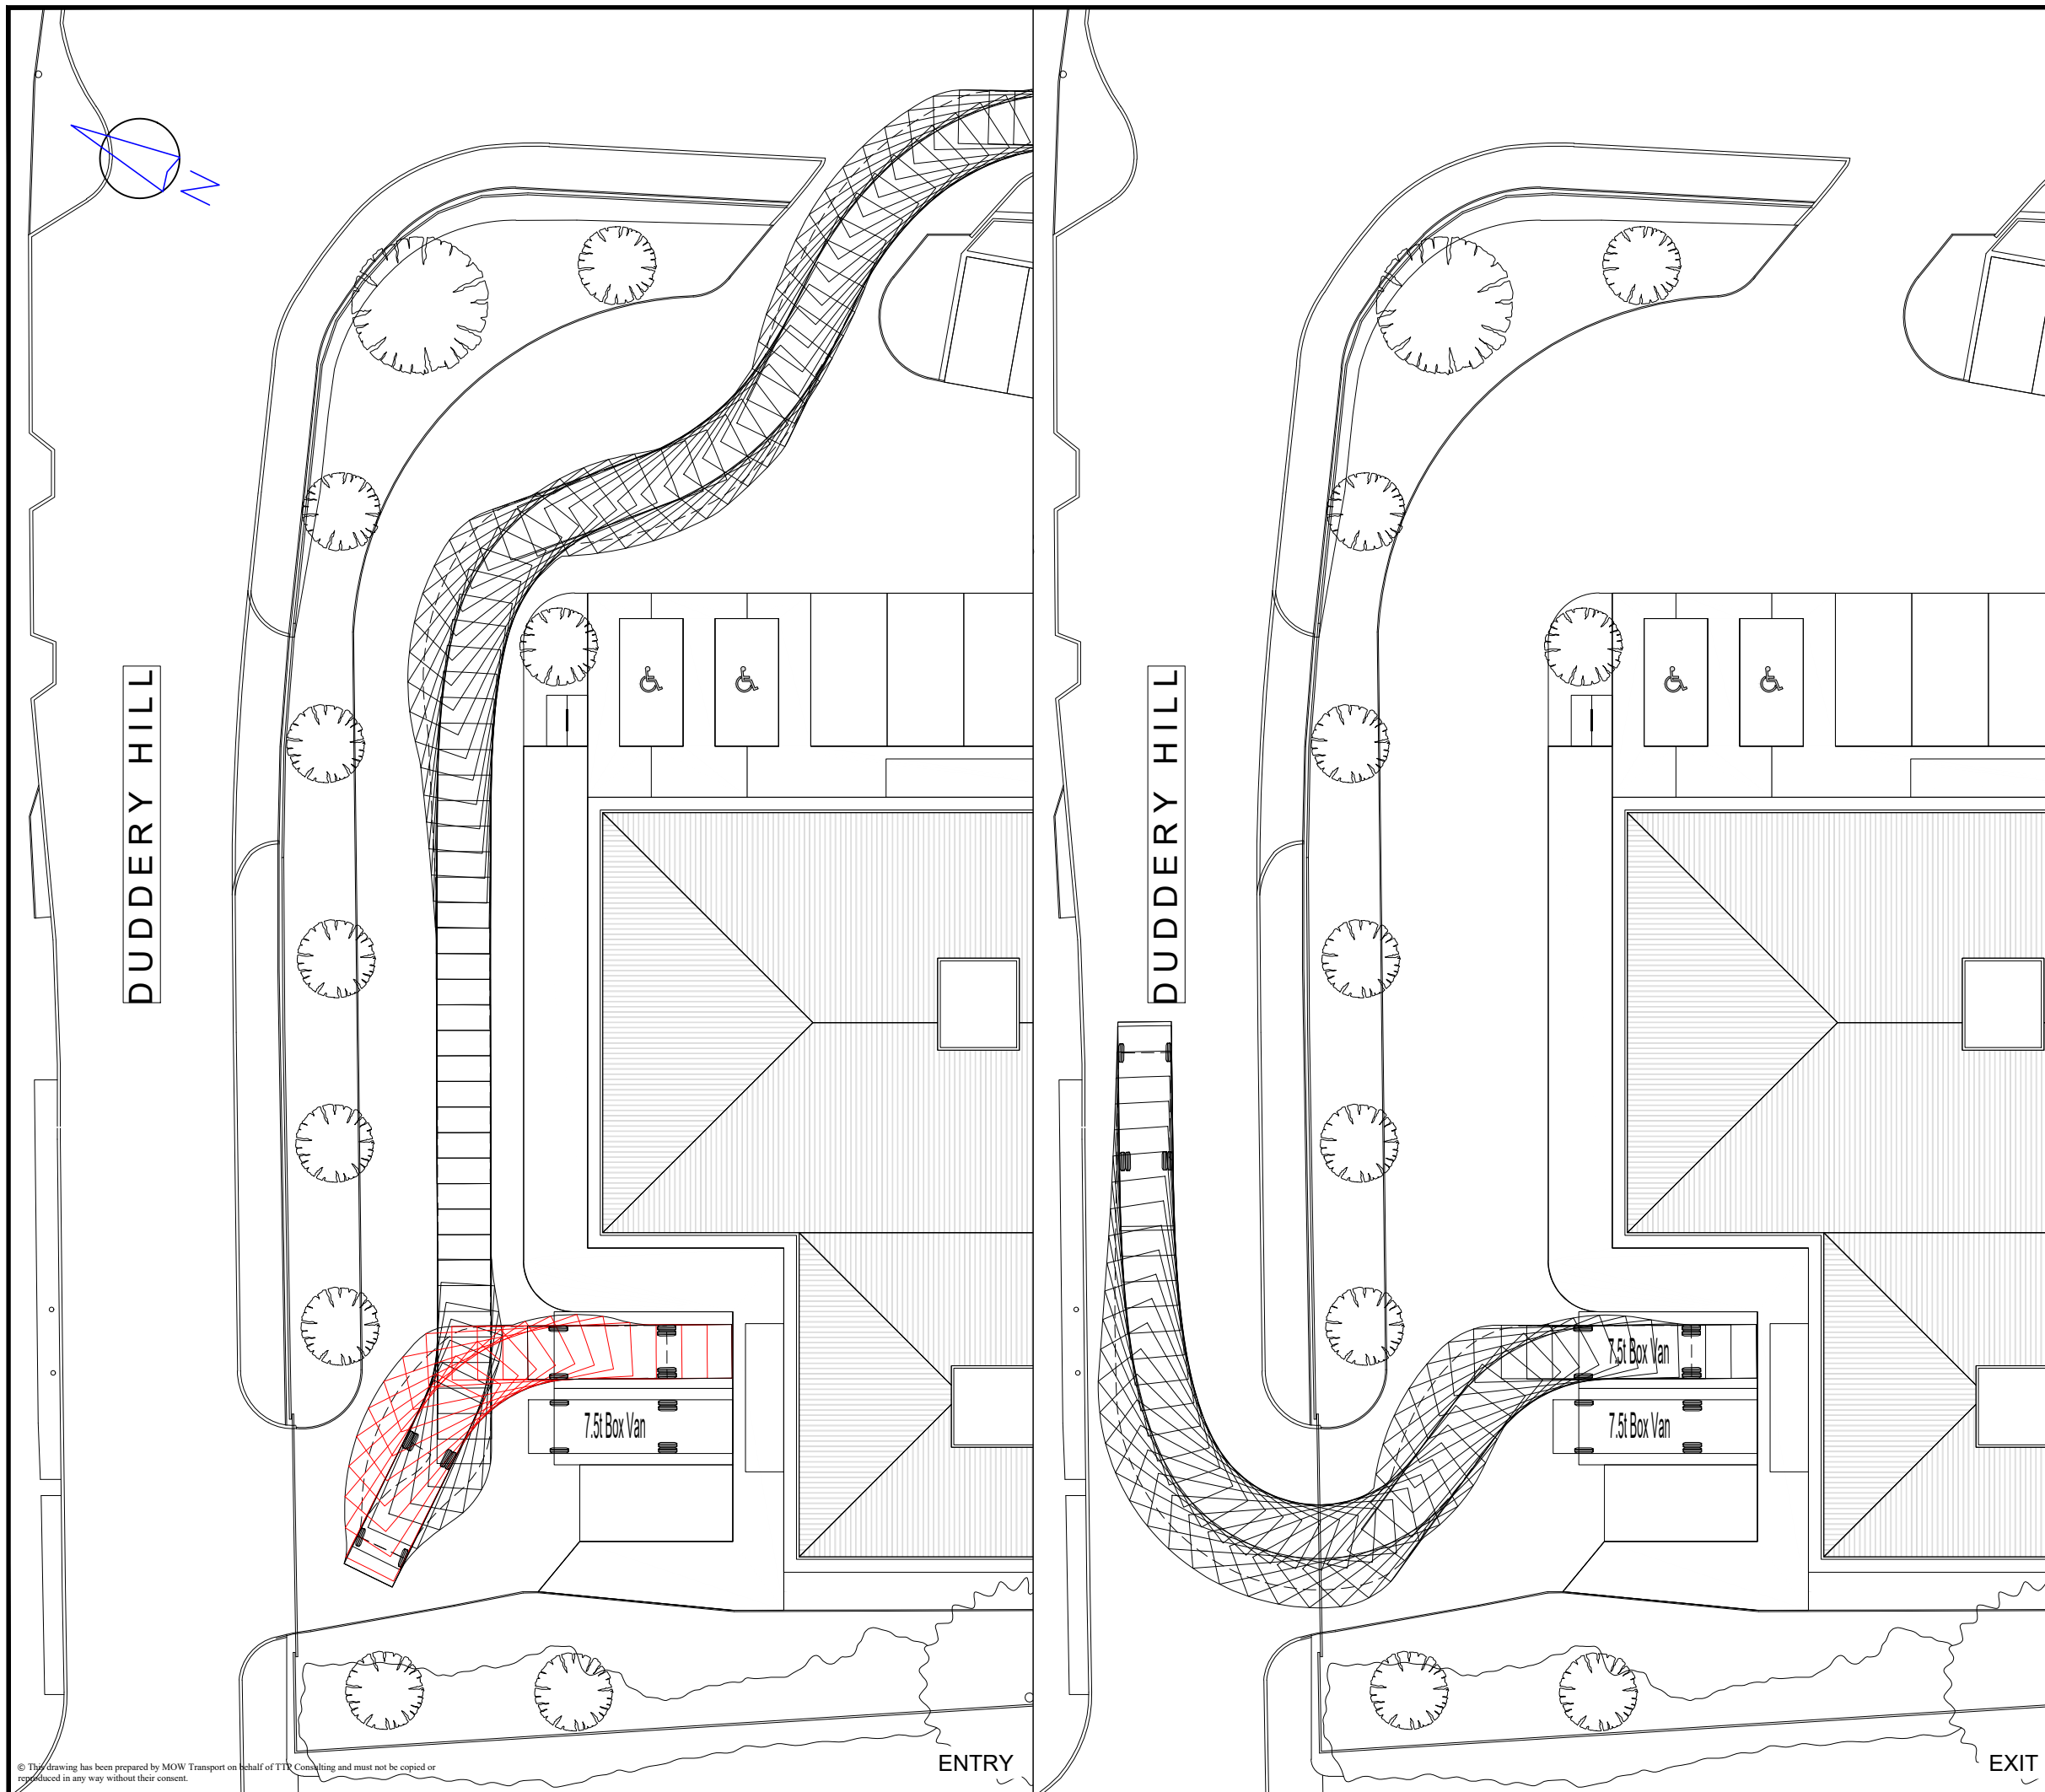 N
DUDDERY HILL
7.5t Box Van
ENTRY
© This drawing has been prepared by MOW Transport on behalf of TTP Consulting and must not be copied or
reproduced in any way without their consent.
DUDDERY HILL
7.5t Box Van
7.5t Box Van
EXIT